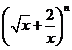 (√x + 2/x)ⁿ